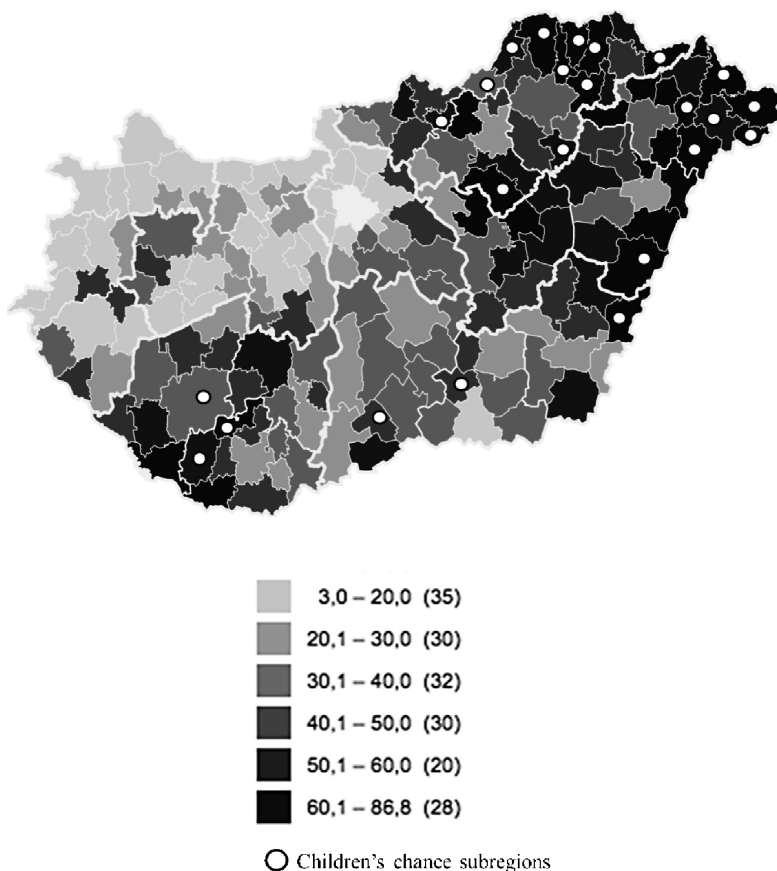 3,0 – 20,0 (35)
20,1 – 30,0 (30)
30,1 – 40,0 (32)
40,1 – 50,0 (30)
50,1 – 60,0 (20)
60,1 – 86,8 (28)
Children's chance subregions